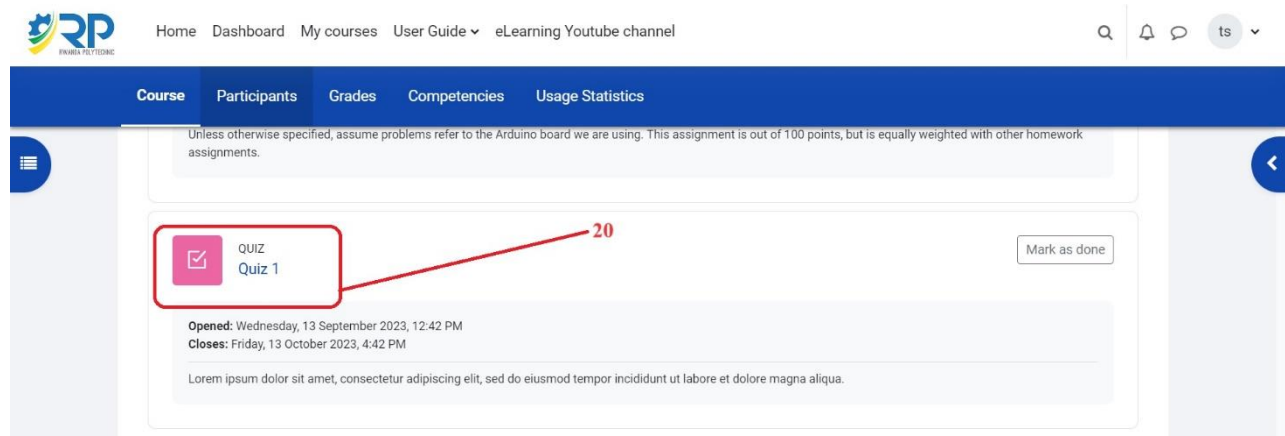 RP
RWANDA POLYTECHNIC
Home Dashboard My courses User Guide eLearning Youtube channel
ts
Course Participants Grades Competencies Usage Statistics
Unless otherwise specified, assume problems refer to the Arduino board we are using. This assignment is out of 100 points, but is equally weighted with other homework
assignments.
20
QUIZ
Mark as done
Quiz 1
Opened: Wednesday, 13 September 2023, 12:42 PM
Closes: Friday, 13 October 2023, 4:42 PM
Lorem ipsum dolor sit amet, consectetur adipiscing elit, sed do eiusmod tempor incididunt ut labore et dolore magna aliqua.